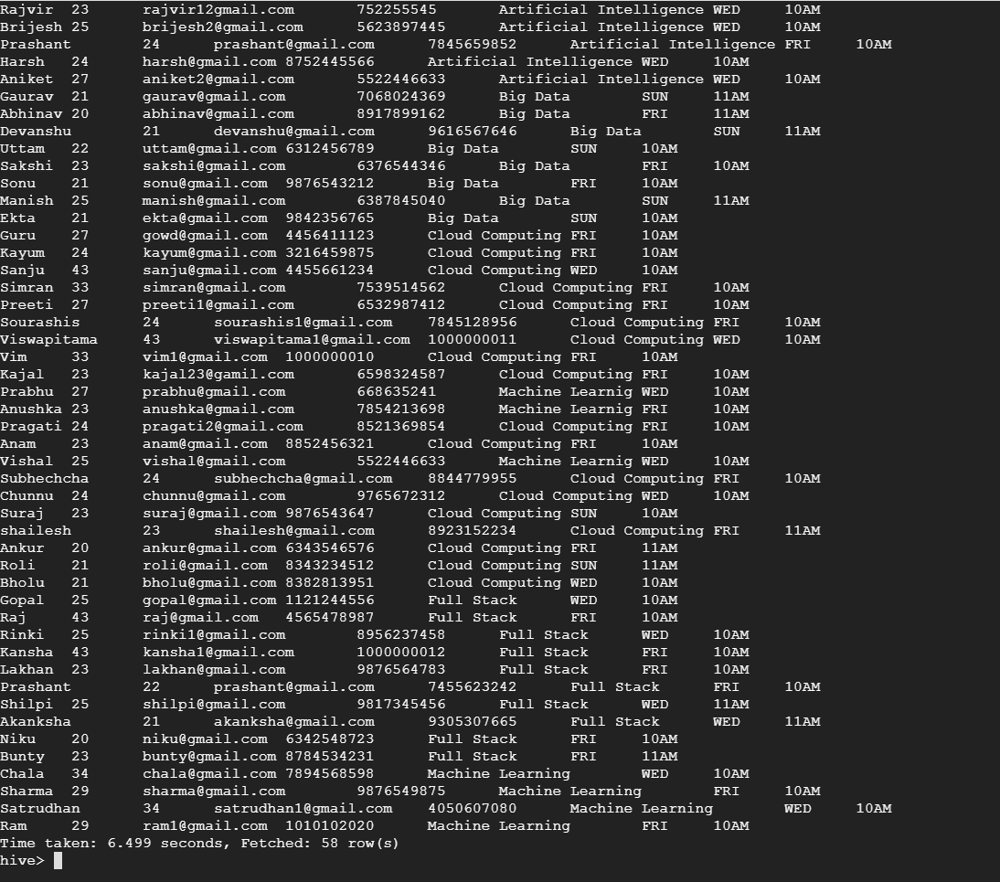 Rajvir 23 rajvir12gmail.com 752255545 Artificial Intelligence WED 10AM
Brijesh 25 brijesh2@gmail.com 5623897445 Artificial Intelligence WED 10AM
Prashant 24 prashant@gmail.com 7845659852 Artificial Intelligence FRI 10AM
Harsh 24 harsh@gmail.com 8752445566 Artificial Intelligence WED 10AM
Aniket 27 aniket2@gmail.com 5522446633 Artificial Intelligence WED 10AM
Gaurav 21 gaurav@gmail.com 7068024369 Big Data SUN 11AM
Abhinav 20 abhinav@gmail.com 8917899162 Big Data FRI 11AM
Devanshu 21 devanshu@gmail.com 9616567646 Big Data SUN 11AM
Uttam 22 uttam@gmail.com 6312456789 Big Data SUN 10AM
Sakshi 23 sakshi@gmail.com 6376544346 Big Data FRI 10AM
Sonu 21 sonu@gmail.com 9876543212 Big Data FRI 10AM
Manish 25 manish@gmail.com 6387845040 Big Data SUN 11AM
Ekta 21 ekta@gmail.com 9842356765 Big Data SUN 10AM
Guru 27 gowd@gmail.com 4456411123 Cloud Computing FRI 10AM
Kayum 24 kayum@gmail.com 3216459875 Cloud Computing FRI 10AM
Sanju 43 sanju@gmail.com 4455661234 Cloud Computing WED 10AM
Simran 33 simran@gmail.com 7539514562 Cloud Computing FRI 10AM
Preeti 27 preeti1@gmail.com 6532987412 Cloud Computing FRI 10AM
Sourashis 24 sourashis1@gmail.com 7845128956 Cloud Computing FRI 10AM
Viswapitama 43 viswapitama1@gmail.com 1000000011 Cloud Computing WED 10AM
Vim 33 vim1@gmail.com 1000000010 Cloud Computing FRI 10AM
Kajal 23 kajal23@gamil.com 6598324587 Cloud Computing FRI 10AM
Prabhu 27 prabhu@gmail.com 668635241 Machine Learnig WED 10AM
Anushka 23 anushka@gmail.com 7854213698 Machine Learnig FRI 10AM
Pragati 24 pragati2@gmail.com 8521369854 Cloud Computing FRI 10AM
Anam 23 anam@gmail.com 8852456321 Cloud Computing FRI 10AM
Vishal 25 vishal@gmail.com 5522446633 Machine Learnig WED 10AM
Subhechcha 24 subhechcha@gmail.com 8844779955 Cloud Computing FRI 10AM
Chunnu 24 chunnu@gmail.com 9765672312 Cloud Computing WED 10AM
Suraj 23 suraj@gmail.com 9876543647 Cloud Computing SUN 10AM
shailesh 23 shailesh@gmail.com 8923152234 Cloud Computing FRI 11AM
Ankur 20 ankur@gmail.com 6343546576 Cloud Computing FRI 11AM
Roli 21 roli@gmail.com 8343234512 Cloud Computing SUN 11AM
Bholu 21 bholu@gmail.com 8382813951 Cloud Computing WED 10AM
Gopal 25 gopal@gmail.com 1121244556 Full Stack WED 10AM
Raj 43 raj@gmail.com 4565478987 Full Stack FRI 10AM
Rinki 25 rinki1@gmail.com 8956237458 Full Stack WED 10AM
Kansha 43 kansha1@gmail.com 1000000012 Full Stack FRI 10AM
Lakhan 23 lakhan@gmail.com 9876564783 Full Stack FRI 10AM
Prashant 22 prashant@gmail.com 7455623242 Full Stack FRI 10AM
Shilpi 25 shilpi@gmail.com 9817345456 Full Stack WED 11AM
Akanksha 21 akanksha@gmail.com 9305307665 Full Stack WED 11AM
Niku 20 niku@gmail.com 6342548723 Full Stack FRI 10AM
Bunty 23 bunty@gmail.com 8784534231 Full Stack FRI 11AM
Chala 34 chala@gmail.com 7894568598 Machine Learning WED 10AM
Sharma 29 sharma@gmail.com 9876549875 Machine Learning FRI 10AM
Satrudhan 34 satrudhan1@gmail.com 4050607080 Machine Learning WED 10AM
Ram 29 ram1@gmail.com 1010102020 Machine Learning FRI 10AM
Time taken: 6.499 seconds, Fetched: 58 row(s)
hive>